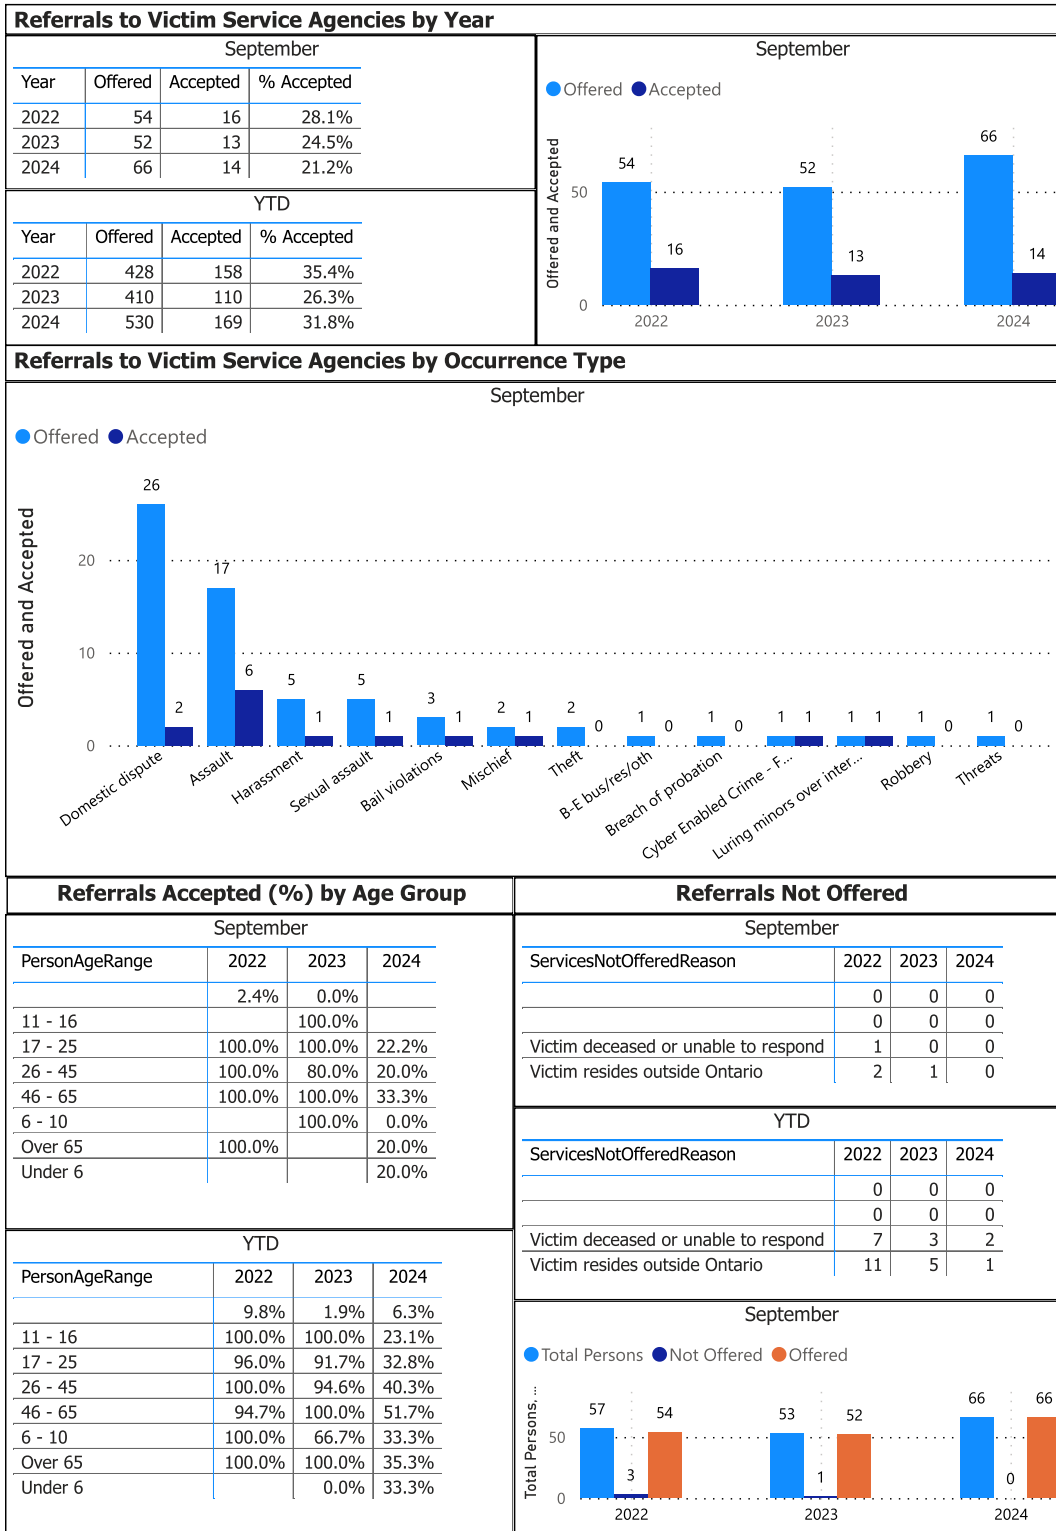 Referrals to Victim Service Agencies by Year
September
Year Offered Accepted % Accepted
2022 54 16 28.1%
2023 52 13 24.5%
2024 66 14 21.2%
YTD
Year Offered Accepted % Accepted
2022 428 158 35.4%
2023 410 110 26.3%
2024 530 169 31.8%
September
Offered Accepted
Offered and Accepted
50
0
54 16 52 13 66 14
2022 2023 2024
Referrals to Victim Service Agencies by Occurrence Type
September
Offered Accepted
Offered and Accepted
20
10
0
26 2 17 6 5 1 5 1 3 1 2 1 2 0 1 0 1 0 1 1 1 1 1 0 1 0
Domestic dispute
Assault
Harassment
Sexual assault
Bail violations
Mischief
Theft
B-E bus/res/oth
Breach of probation
Cyber Enabled Crime - F...
Luring minors over inter...
Robbery
Threats
Referrals Accepted (%) by Age Group
September
PersonAgeRange 2022 2023 2024
2.4% 0.0%
11 - 16 100.0%
17 - 25 100.0% 100.0% 22.2%
26 - 45 100.0% 80.0% 20.0%
46 - 65 100.0% 100.0% 33.3%
6 - 10 100.0% 0.0%
Over 65 100.0% 20.0%
Under 6 20.0%
YTD
PersonAgeRange 2022 2023 2024
9.8% 1.9% 6.3%
11 - 16 100.0% 100.0% 23.1%
17 - 25 96.0% 91.7% 32.8%
26 - 45 100.0% 94.6% 40.3%
46 - 65 94.7% 100.0% 51.7%
6 - 10 100.0% 66.7% 33.3%
Over 65 100.0% 100.0% 35.3%
Under 6 0.0% 33.3%
Referrals Not Offered
September
ServicesNotOfferedReason 2022 2023 2024
0 0 0
0 0 0
Victim deceased or unable to respond 1 0 0
Victim resides outside Ontario 2 1 0
YTD
ServicesNotOfferedReason 2022 2023 2024
0 0 0
0 0 0
Victim deceased or unable to respond 7 3 2
Victim resides outside Ontario 11 5 1
September
Total Persons Not Offered Offered
Total Persons, ...
50
0
57 3 54 53 1 52 66 0 66
2022 2023 2024